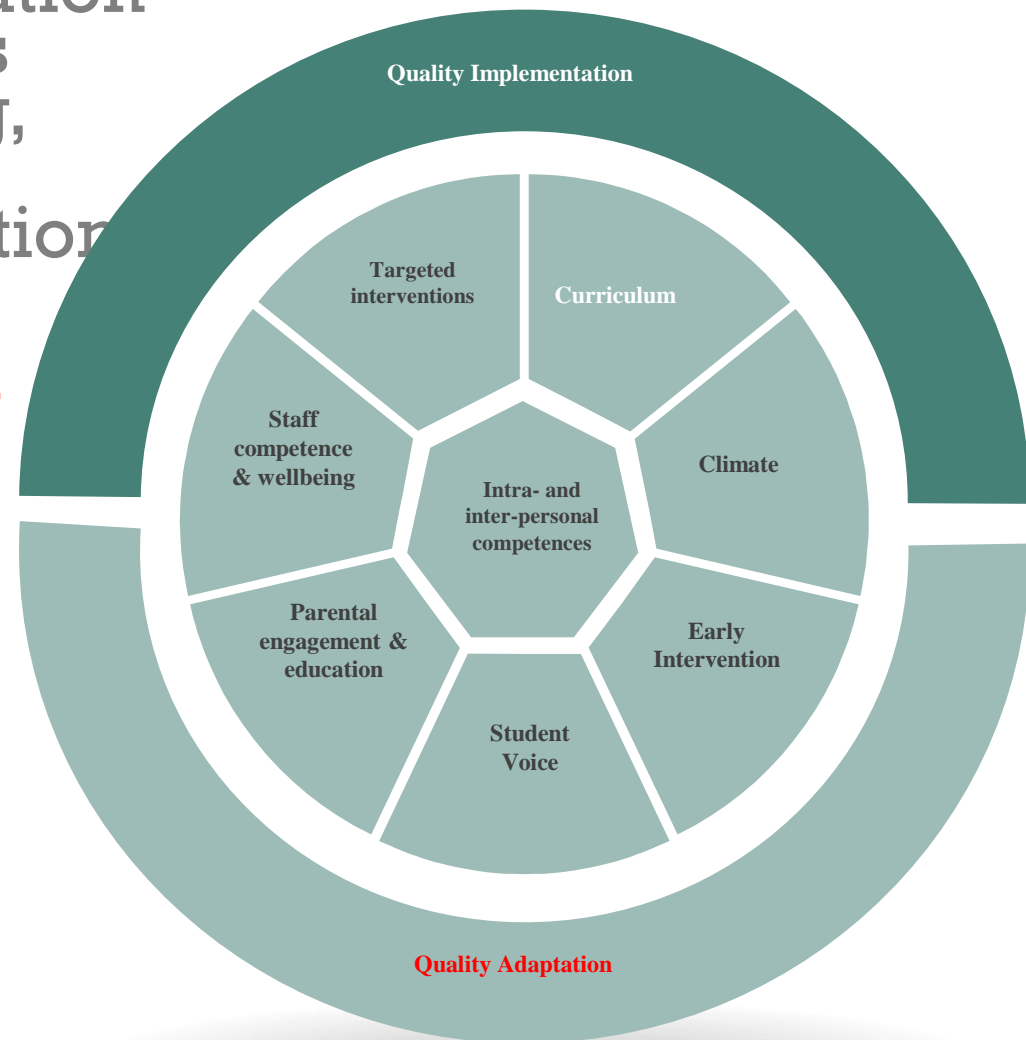 Quality Implementation
Targeted
interventions
Curriculum
Staff
competence
& wellbeing
Climate
Intra- and
inter-personal
competences
Parental
engagement &
education
Early
Intervention
Student
Voice
Quality Adaptation